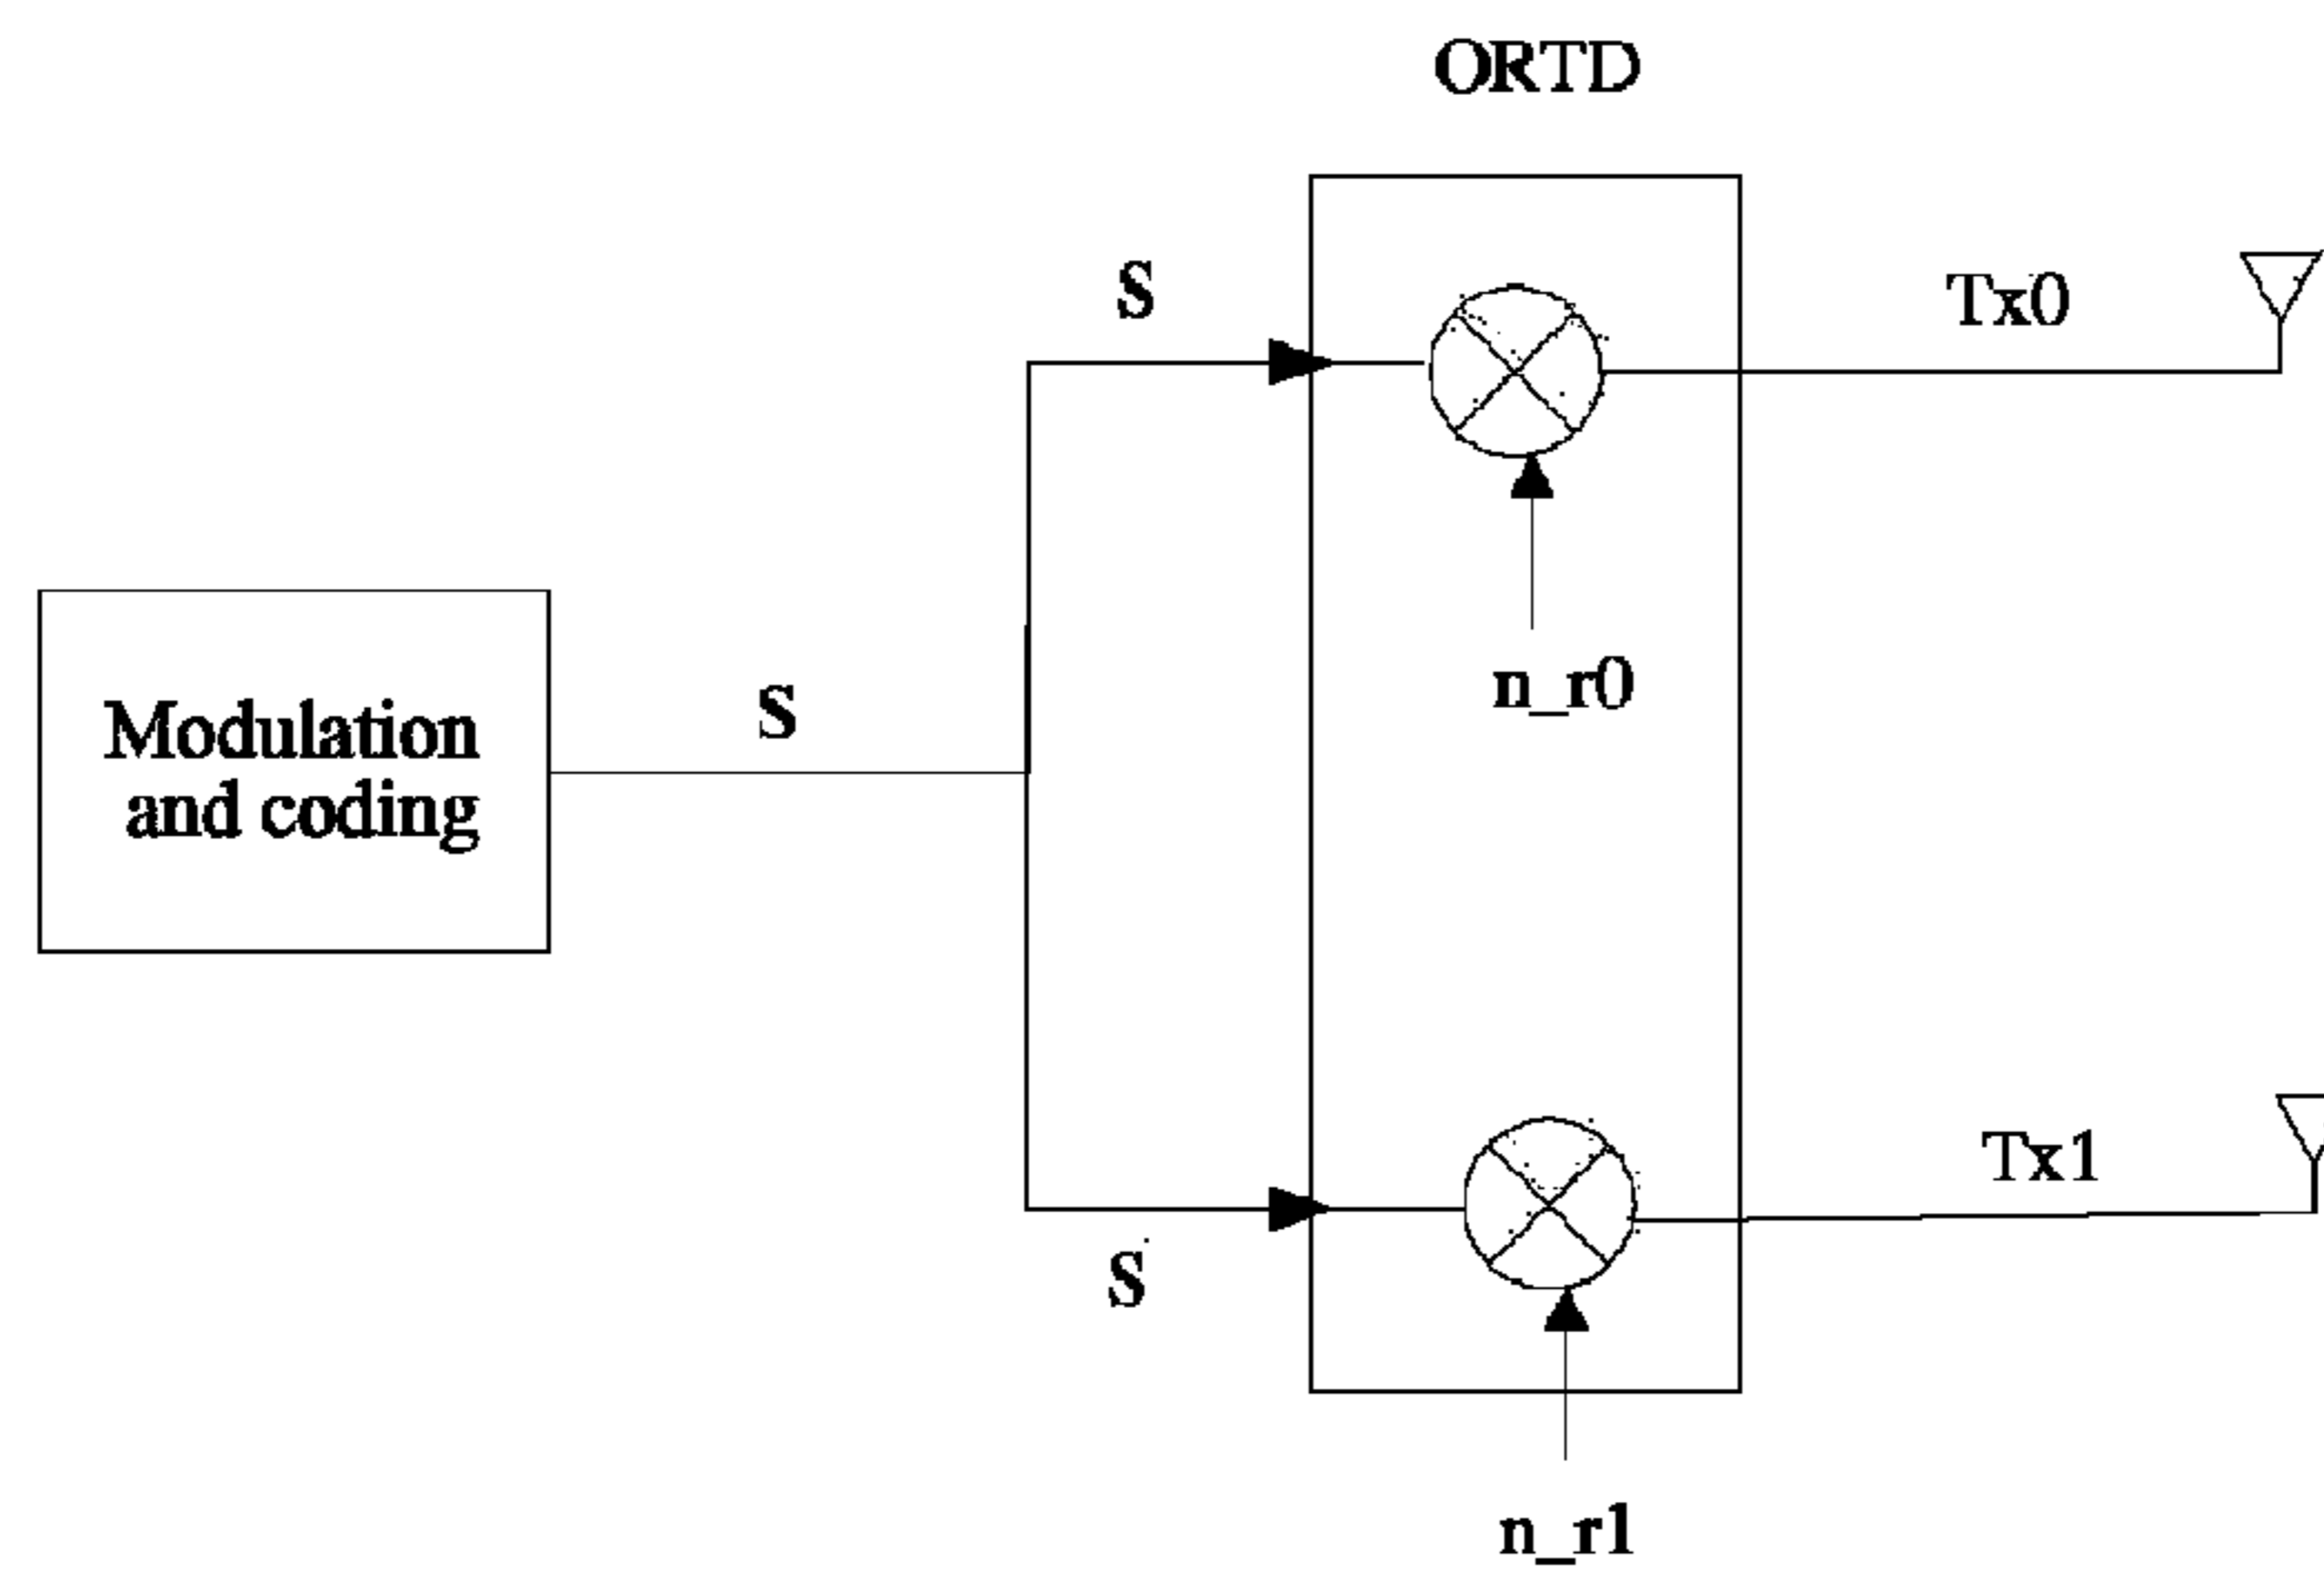 ORTD
S
Tx0
n_r0
S
Modulation
and coding
Tx1
S
n_r1